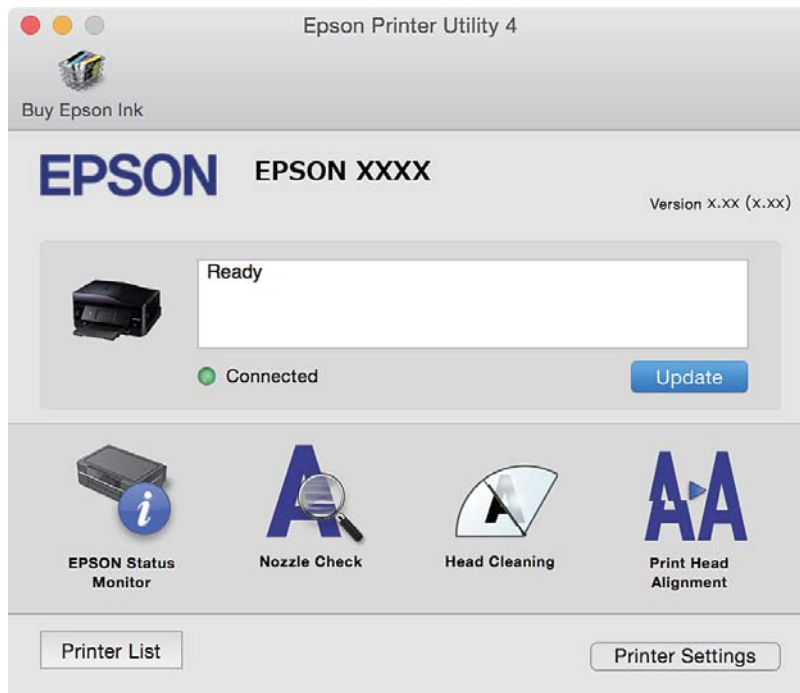 Epson Printer Utility 4
Buy Epson Ink
EPSON
EPSON XXXX
Version x.xx (x.xx)
Ready
Connected
Update
EPSON Status
Monitor
Nozzle Check
Head Cleaning
Print Head
Alignment
Printer List
Printer Settings